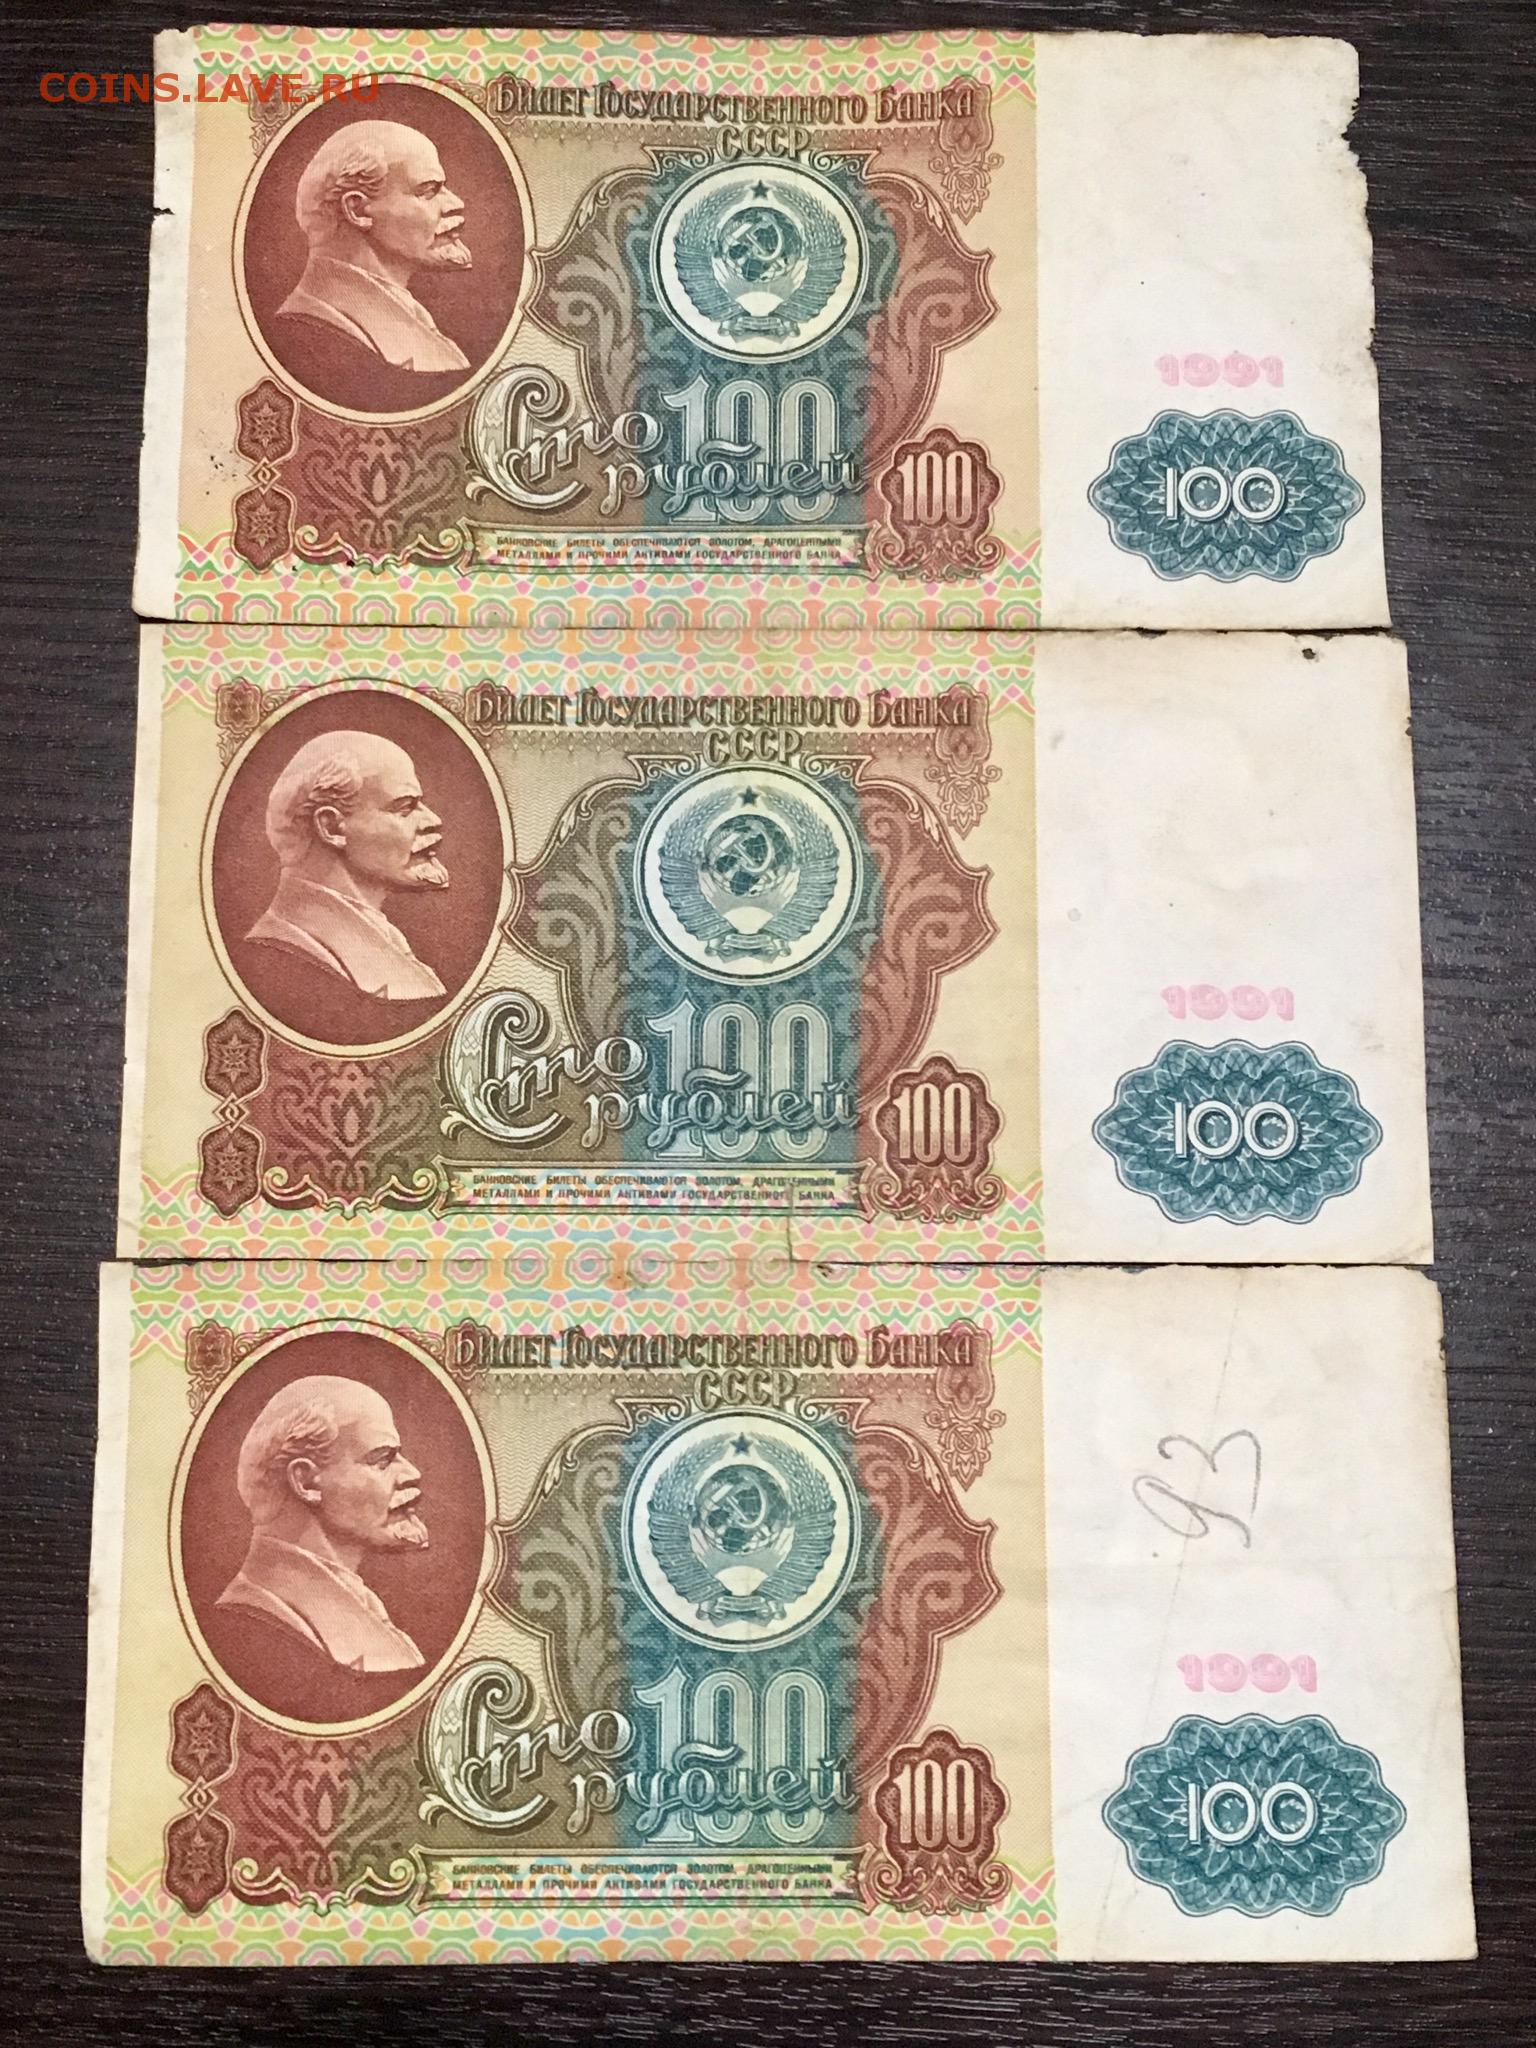 COINS.LAVE.RU
Билет Государственного Банка
СССР
1991
100
Сто
рублей
100
100
БАНКОВСКИЕ БИЛЕТЫ ОБЕСПЕЧИВАЮТСЯ ЗОЛОТОМ, ДРАГОЦЕННЫМИ
МЕТАЛЛАМИ И ПРОЧИМИ АКТИВАМИ ГОСУДАРСТВЕННОГО БАНКА
Билет Государственного Банка
СССР
1991
100
Сто
рублей
100
100
БАНКОВСКИЕ БИЛЕТЫ ОБЕСПЕЧИВАЮТСЯ ЗОЛОТОМ, ДРАГОЦЕННЫМИ
МЕТАЛЛАМИ И ПРОЧИМИ АКТИВАМИ ГОСУДАРСТВЕННОГО БАНКА
Билет Государственного Банка
СССР
93
1991
100
Сто
рублей
100
100
БАНКОВСКИЕ БИЛЕТЫ ОБЕСПЕЧИВАЮТСЯ ЗОЛОТОМ, ДРАГОЦЕННЫМИ
МЕТАЛЛАМИ И ПРОЧИМИ АКТИВАМИ ГОСУДАРСТВЕННОГО БАНКА